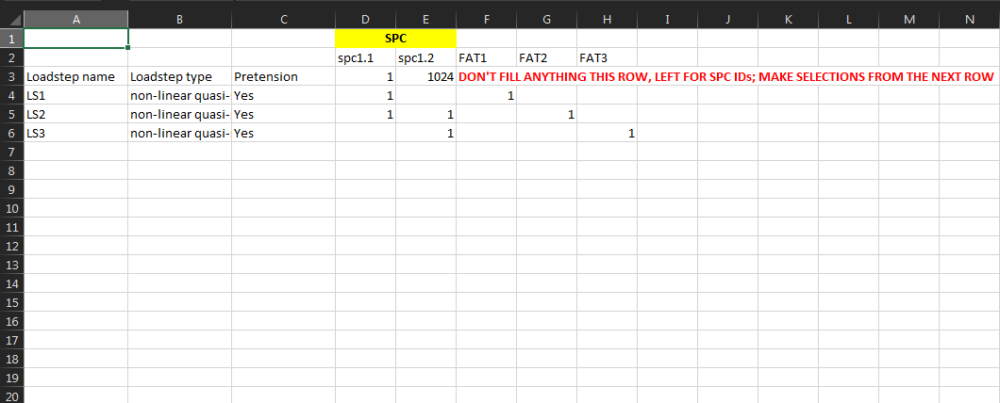 A B C D E F G H I J K L M N
1 SPC
2 spc1.1 spc1.2 FAT1 FAT2 FAT3
3 Loadstep name Loadstep type Pretension 1 1024 DON'T FILL ANYTHING THIS ROW, LEFT FOR SPC IDs; MAKE SELECTIONS FROM THE NEXT ROW
4 LS1 non-linear quasi- Yes 1 1
5 LS2 non-linear quasi- Yes 1 1 1
6 LS3 non-linear quasi- Yes 1 1
7
8
9
10
11
12
13
14
15
16
17
18
19
20